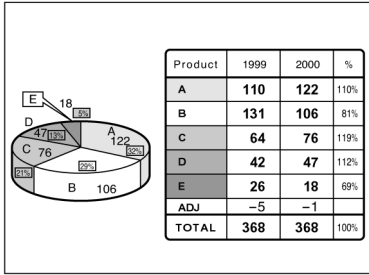 E
18
5%
D
47
13%
A
122
32%
C 76
29%
21%
B 106
Product 1999 2000 %
A 110 122 110%
B 131 106 81%
C 64 76 119%
D 42 47 112%
E 26 18 69%
ADJ −5 −1
TOTAL 368 368 100%